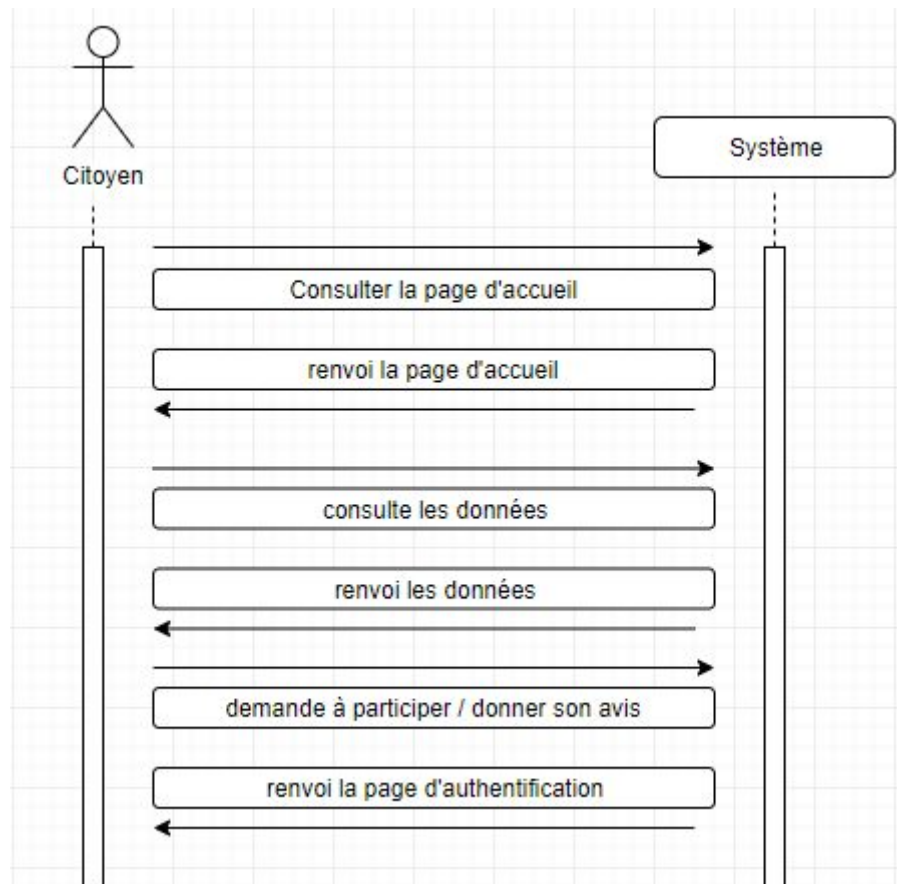 Citoyen
Système
Consulter la page d'accueil
renvoi la page d'accueil
consulte les données
renvoi les données
demande à participer / donner son avis
renvoi la page d'authentification